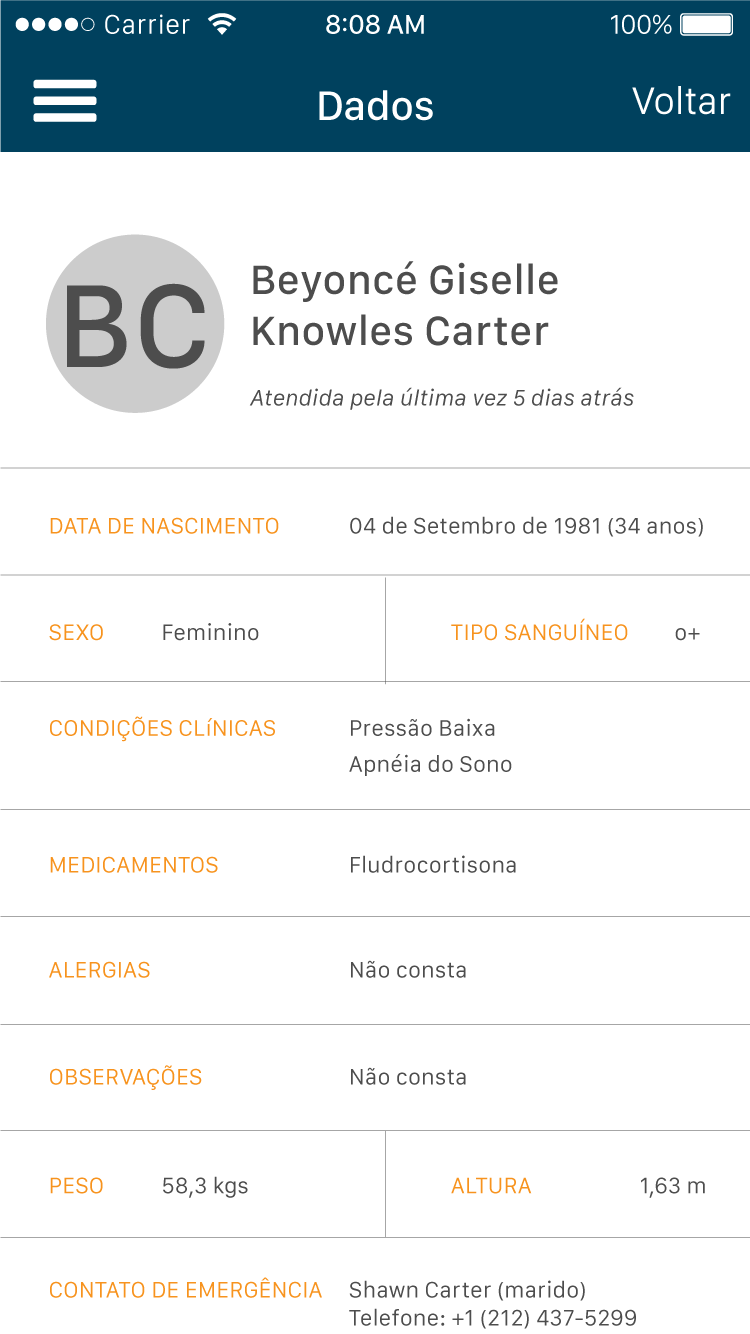 Carrier 8:08 AM 100%
Dados Voltar
BC
Beyoncé Giselle
Knowles Carter
Atendida pela última vez 5 dias atrás
DATA DE NASCIMENTO 04 de Setembro de 1981 (34 anos)
SEXO Feminino TIPO SANGUÍNEO o+
CONDIÇÕES CLíNICAS Pressão Baixa
Apnéia do Sono
MEDICAMENTOS Fludrocortisona
ALERGIAS Não consta
OBSERVAÇÕES Não consta
PESO 58,3 kgs ALTURA 1,63 m
CONTATO DE EMERGÊNCIA Shawn Carter (marido)
Telefone: +1 (212) 437-5299